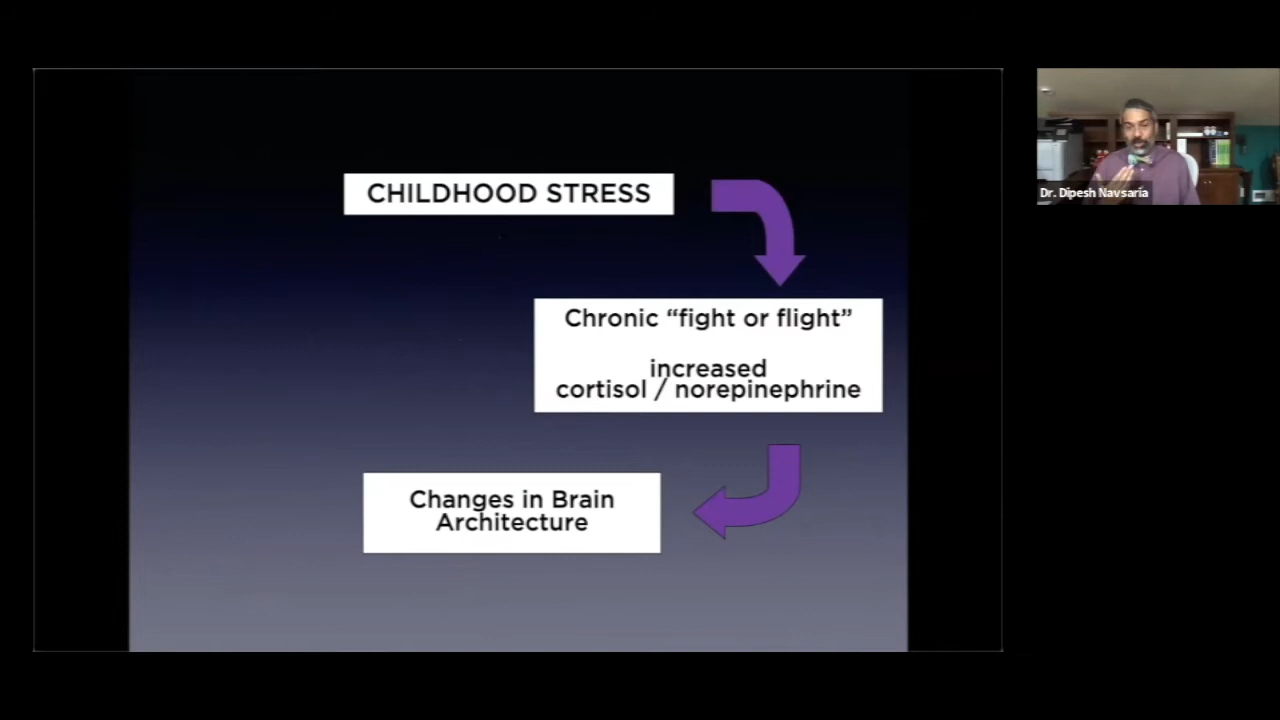 CHILDHOOD STRESS
Chronic “fight or flight”
increased
cortisol / norepinephrine
Changes in Brain
Architecture
Dr. Dipesh Navsaria